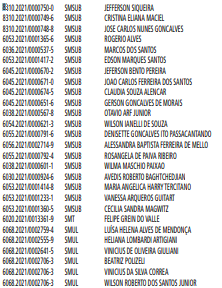 8310.2021/0000750-0 SMSUB JEFFERSON SIQUEIRA
8310.2021/0000749-6 SMSUB CRISTINA ELIANA MACIEL
8310.2021/0000748-8 SMSUB JOSE CARLOS NUNES GONCALVES
6053.2021/0001365-6 SMSUB ROGERIO ALVES
6036.2021/0000537-5 SMSUB MARCOS DOS SANTOS
6053.2021/0001417-2 SMSUB EDSON MARQUES SANTOS
6045.2021/0000670-2 SMSUB JEFERSON BENTO PEREIRA
6045.2021/0000671-0 SMSUB JOAO CARLOS FERREIRA DOS SANTOS
6045.2021/0000674-5 SMSUB CLAUDIA SOUZA ALENCAR
6045.2021/0000651-6 SMSUB GERSON GONCALVES DE MORAIS
6038.2021/0000567-8 SMSUB OTAVIO ARF JUNIOR
6054.2021/0000621-3 SMSUB WILSON JANELLI DE SOUZA
6055.2021/0000791-6 SMSUB DENSETTE GONCALVES ITO PASSACANTANDO
6056.2021/0002714-9 SMSUB ALESSANDRA BAPTISTA FERREIRA DE MELLO
6055.2021/0000792-4 SMSUB ROSANGELA DE PAIVA RIBEIRO
6038.2021/0000601-1 SMSUB WILMA MASCHIO PAIXAO
6030.2021/0000924-6 SMSUB AVEDIS ROBERTO BAGHTCHEDJIAN
6053.2021/0001414-8 SMSUB MARIA ANGELICA HARRY TERCITANO
6053.2021/0001233-1 SMSUB VANESSA ARQUEROS GUITART
6053.2021/0001360-5 SMSUB CECILIA SANDRA MAGWITZ
6020.2021/0013361-9 SMT FELIPE GREIN DO VALLE
6068.2021/0002759-4 SMUL LUÍSA HELENA ALVES DE MENDONÇA
6068.2021/0002555-9 SMUL HELIANA LOMBARDI ARTIGIANI
6068.2021/0002641-5 SMUL VINICIUS DE OLIVEIRA GIULIANI
6068.2021/0002706-3 SMUL BEATRIZ POLIZELI
6068.2021/0002706-3 SMUL VINICIUS DA SILVA CORREA
6068.2021/0002706-3 SMUL WILSON ROBERTO DOS SANTOS JUNIOR